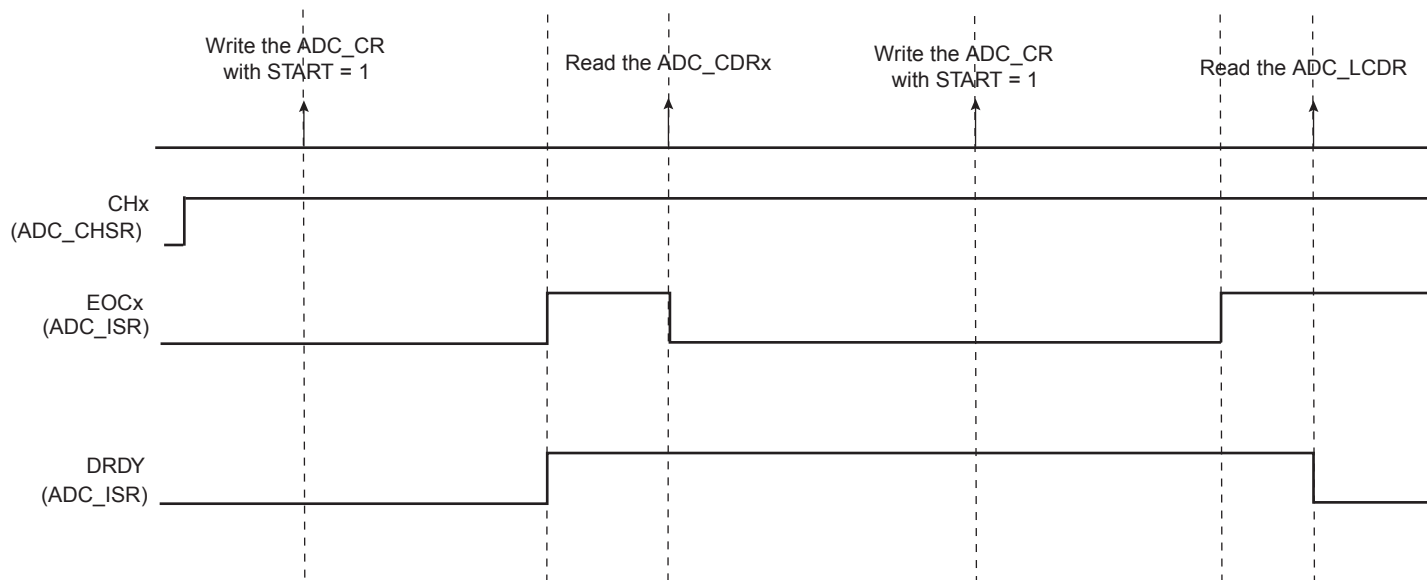 Write the ADC_CR
with START = 1
Read the ADC_CDRx
Write the ADC_CR
with START = 1
Read the ADC_LCDR
CHx
(ADC_CHSR)
EOCx
(ADC_ISR)
DRDY
(ADC_ISR)